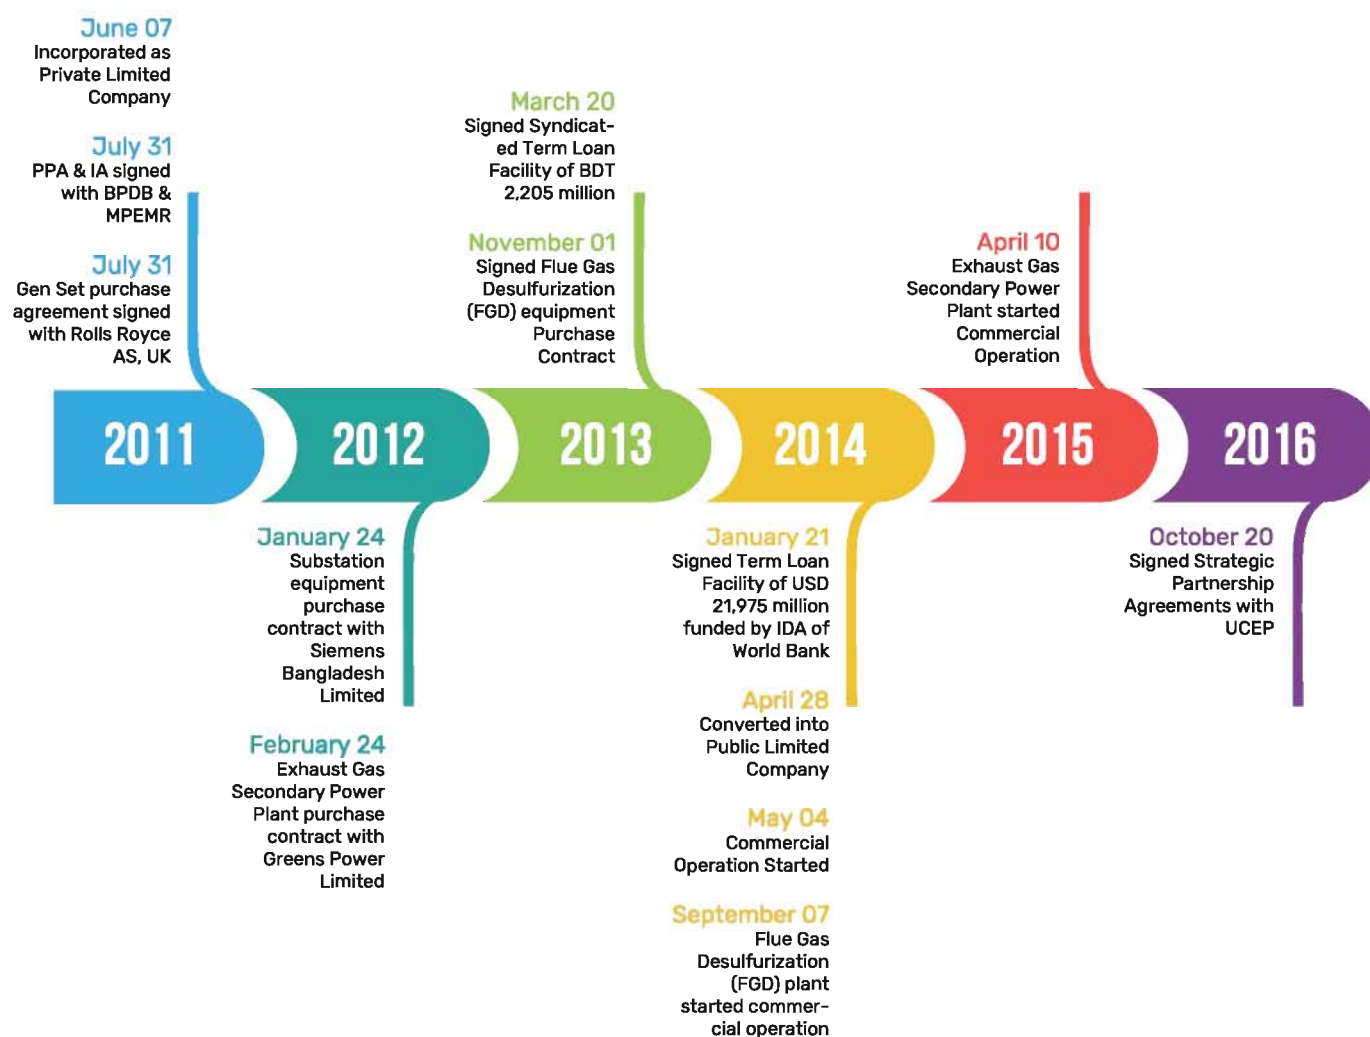 June 07
Incorporated as
Private Limited
Company
July 31
PPA & IA signed
with BPDB &
MPEMR
July 31
Gen Set purchase
agreement signed
with Rolls Royce
AS, UK
March 20
Signed Syndicat-
ed Term Loan
Facility of BDT
2,205 million
November 01
Signed Flue Gas
Desulfurization
(FGD) equipment
Purchase
Contract
April 10
Exhaust Gas
Secondary Power
Plant started
Commercial
Operation
2011
2012
2013
2014
2015
2016
January 24
Substation
equipment
purchase
contract with
Siemens
Bangladesh
Limited
February 24
Exhaust Gas
Secondary Power
Plant purchase
contract with
Greens Power
Limited
January 21
Signed Term Loan
Facility of USD
21,975 million
funded by IDA of
World Bank
April 28
Converted into
Public Limited
Company
May 04
Commercial
Operation Started
September 07
Flue Gas
Desulfurization
(FGD) plant
started commer-
cial operation
October 20
Signed Strategic
Partnership
Agreements with
UCEP